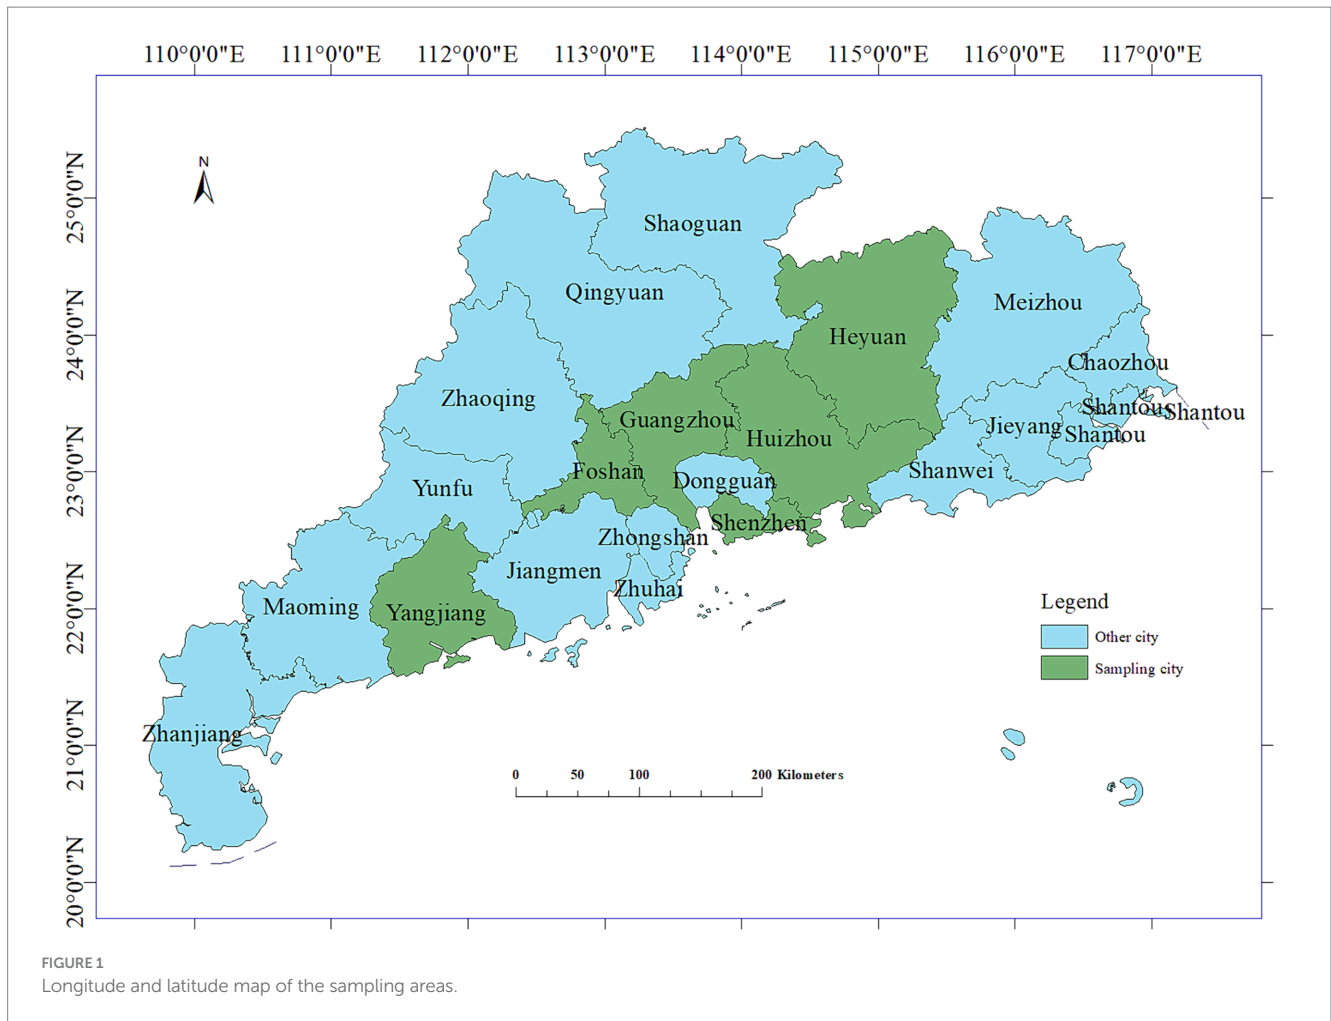 110°0'0"E 111°0'0"E 112°0'0"E 113°0'0"E 114°0'0"E 115°0'0"E 116°0'0"E 117°0'0"E
25°0'0"N
24°0'0"N
23°0'0"N
22°0'0"N
21°0'0"N
20°0'0"N
N
Shaoguan
Qingyuan
Meizhou
Heyuan
Chaozhou
Zhaoqing
Shantou
Shantou
Guangzhou
Jieyang
Shantou
Huizhou
Foshan
Shanwei
Dongguan
Yunfu
Shenzhen
Zhongshan
Jiangmen
Zhuhai
Maoming
Yangjiang
Zhanjiang
Legend
Other city
Sampling city
0 50 100 200 Kilometers
FIGURE 1
Longitude and latitude map of the sampling areas.